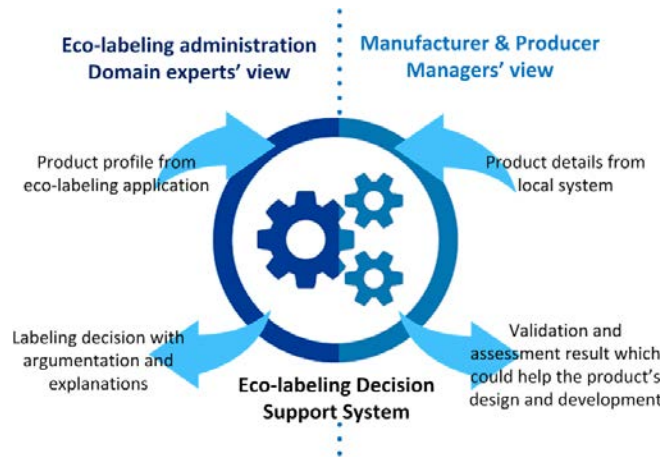 Eco-labeling administration
Domain experts' view
Manufacturer & Producer
Managers' view
Product profile from
eco-labeling application
Product details from
local system
Labeling decision with
argumentation and
explanations
Validation and
assessment result which
could help the product's
design and development
Eco-labeling Decision
Support System